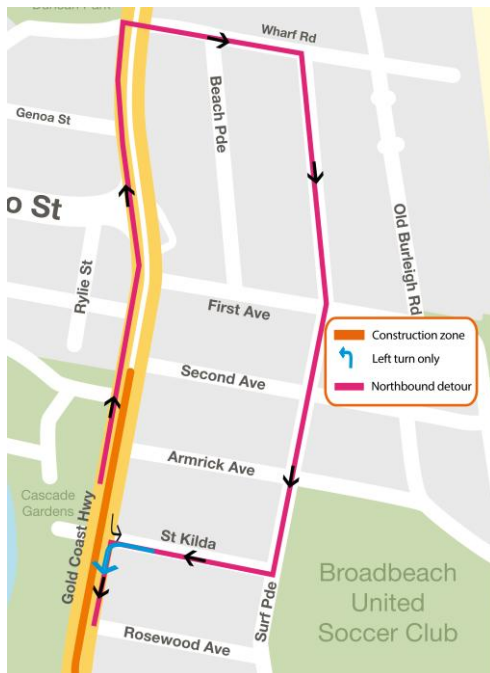 Wharf Rd
Beach Pde
Genoa St
Old Burleigh Rd
o St
Rylie St
First Ave
Construction zone
Left turn only
Northbound detour
Second Ave
Armrick Ave
Cascade
Gardens
Gold Coast Hwy
St Kilda
Surf Pde
Broadbeach
United
Soccer Club
Rosewood Ave